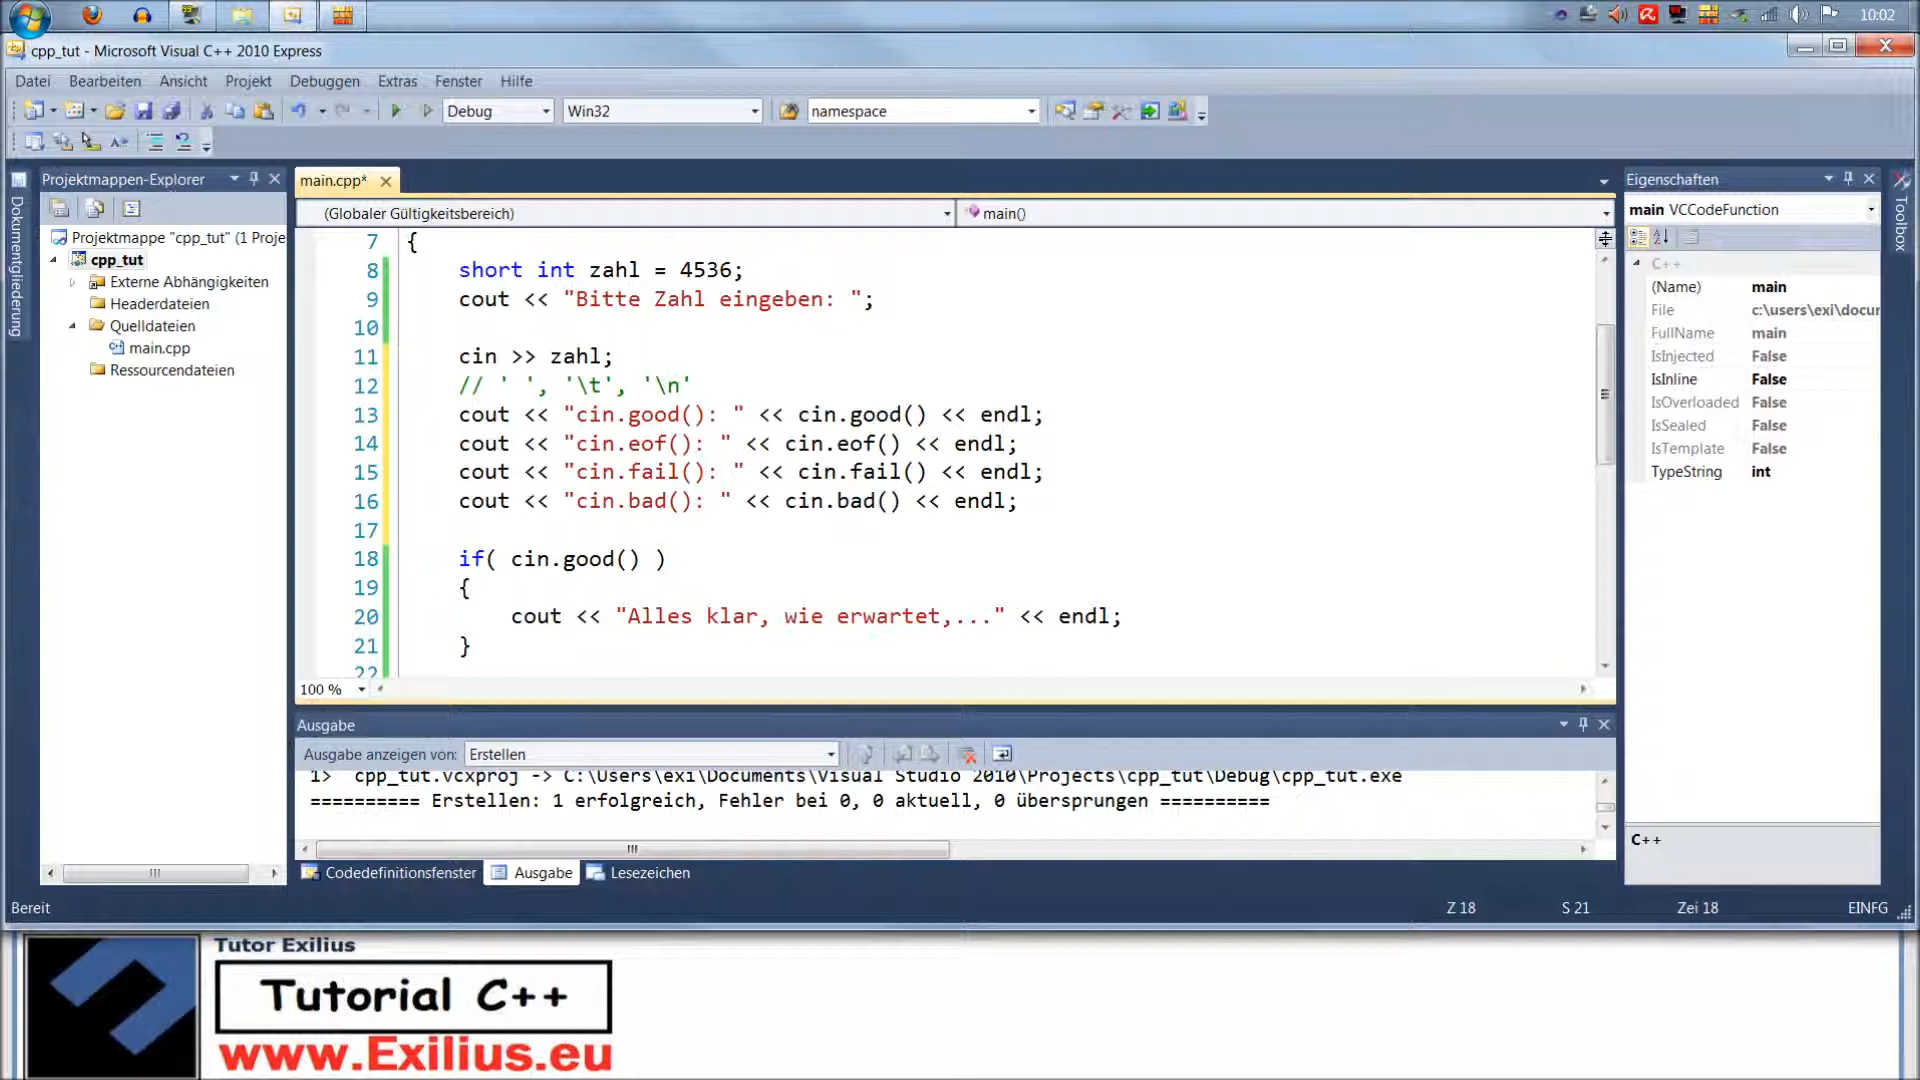 10:02
cpp_tut - Microsoft Visual C++ 2010 Express
Datei Bearbeiten Ansicht Projekt Debuggen Extras Fenster Hilfe
Debug Win32 namespace
Dokumentgliederung
Projektmappen-Explorer
Projektmappe "cpp_tut" (1 Proje
cpp_tut
Externe Abhängigkeiten
Headerdateien
Quelldateien
main.cpp
Ressourcendateien
main.cpp*
(Globaler Gültigkeitsbereich) main()
7 {
8 short int zahl = 4536;
9 cout << "Bitte Zahl eingeben: ";
10
11 cin >> zahl;
12 // ' ', '\t', '\n'
13 cout << "cin.good(): " << cin.good() << endl;
14 cout << "cin.eof(): " << cin.eof() << endl;
15 cout << "cin.fail(): " << cin.fail() << endl;
16 cout << "cin.bad(): " << cin.bad() << endl;
17
18 if( cin.good() )
19 {
20 cout << "Alles klar, wie erwartet,..." << endl;
21 }
22
100 %
Ausgabe
Ausgabe anzeigen von: Erstellen
1> cpp_tut.vcxproj -> C:\Users\exi\Documents\Visual Studio 2010\Projects\cpp_tut\Debug\cpp_tut.exe
========== Erstellen: 1 erfolgreich, Fehler bei 0, 0 aktuell, 0 übersprungen ==========
Codedefinitionsfenster Ausgabe Lesezeichen
Eigenschaften
main VCCodeFunction
C++
(Name) main
File c:\users\exi\docur
FullName main
IsInjected False
IsInline False
IsOverloaded False
IsSealed False
IsTemplate False
TypeString int
C++
Toolbox
Bereit Z 18 S 21 Zei 18 EINFG
Tutor Exilius
Tutorial C++
www.Exilius.eu